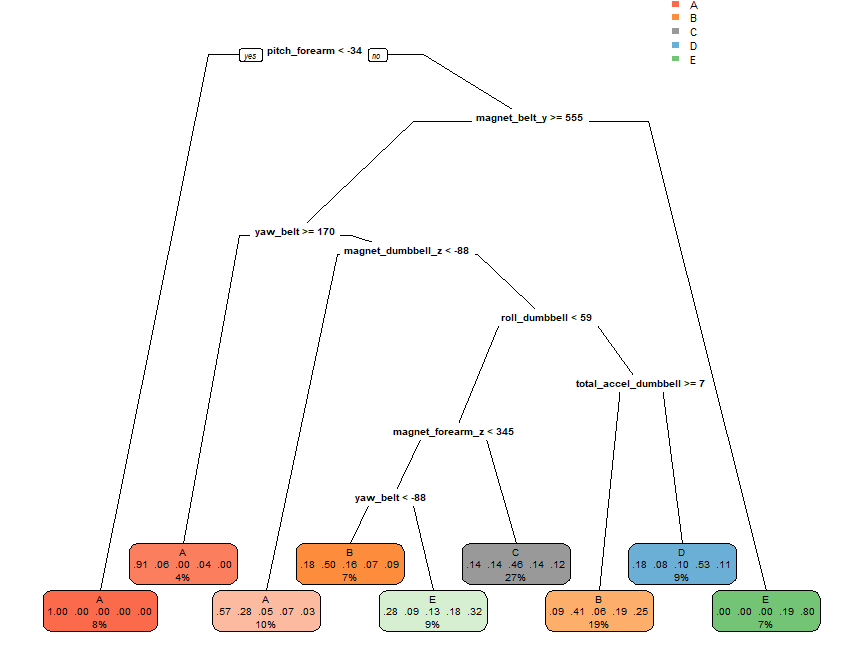 A
B
C
D
E
yes pitch_forearm < -34 no
magnet_belt_y >= 555
yaw_belt >= 170
magnet_dumbbell_z < -88
roll_dumbbell < 59
total_accel_dumbbell >= 7
magnet_forearm_z < 345
yaw_belt < -88
A
.91 .06 .00 .04 .00
4%
B
.18 .50 .16 .07 .09
7%
C
.14 .14 .46 .14 .12
27%
D
.18 .08 .10 .53 .11
9%
A
1.00 .00 .00 .00 .00
8%
A
.57 .28 .05 .07 .03
10%
E
.28 .09 .13 .18 .32
9%
B
.09 .41 .06 .19 .25
19%
E
.00 .00 .00 .19 .80
7%